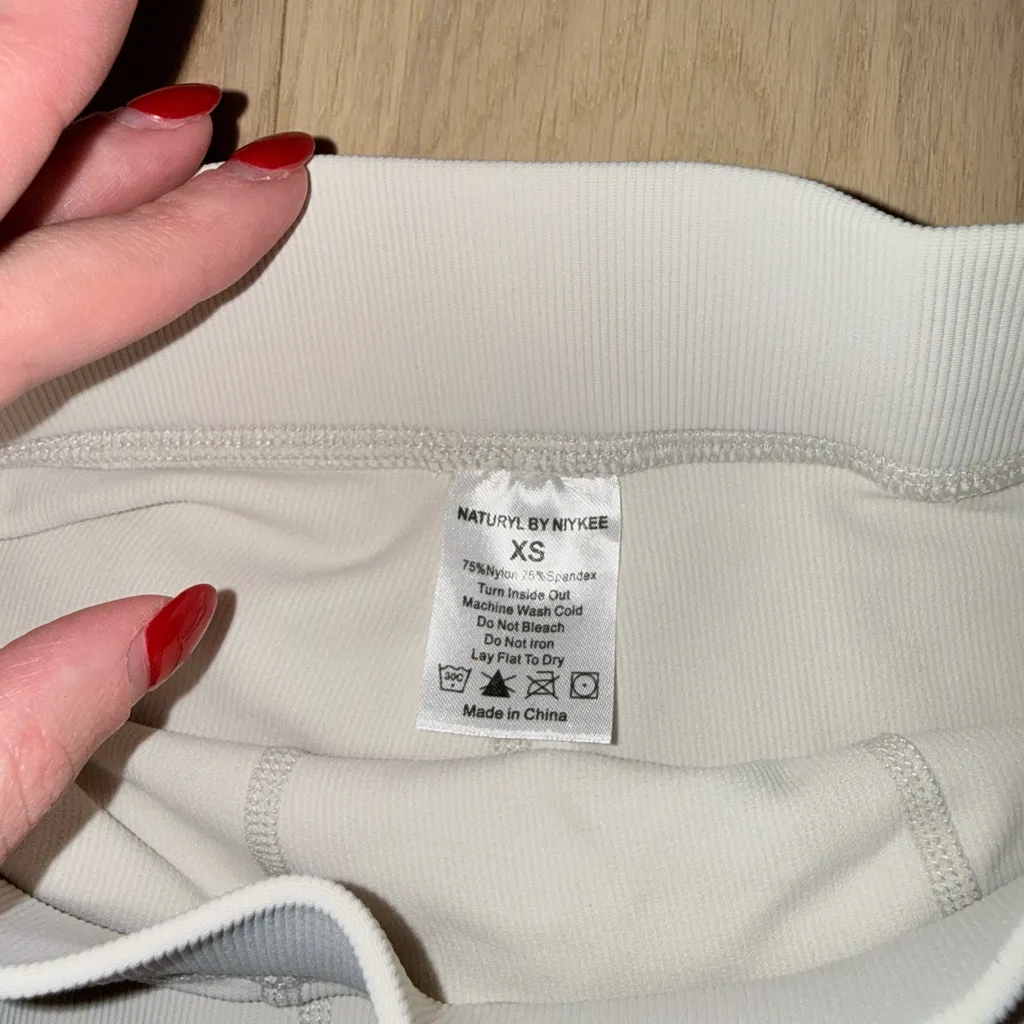 NATURYL BY NIYKEE
XS
75%Nylon 25%Spandex
Turn Inside Out
Machine Wash Cold
Do Not Bleach
Do Not Iron
Lay Flat To Dry
30C
Made in China